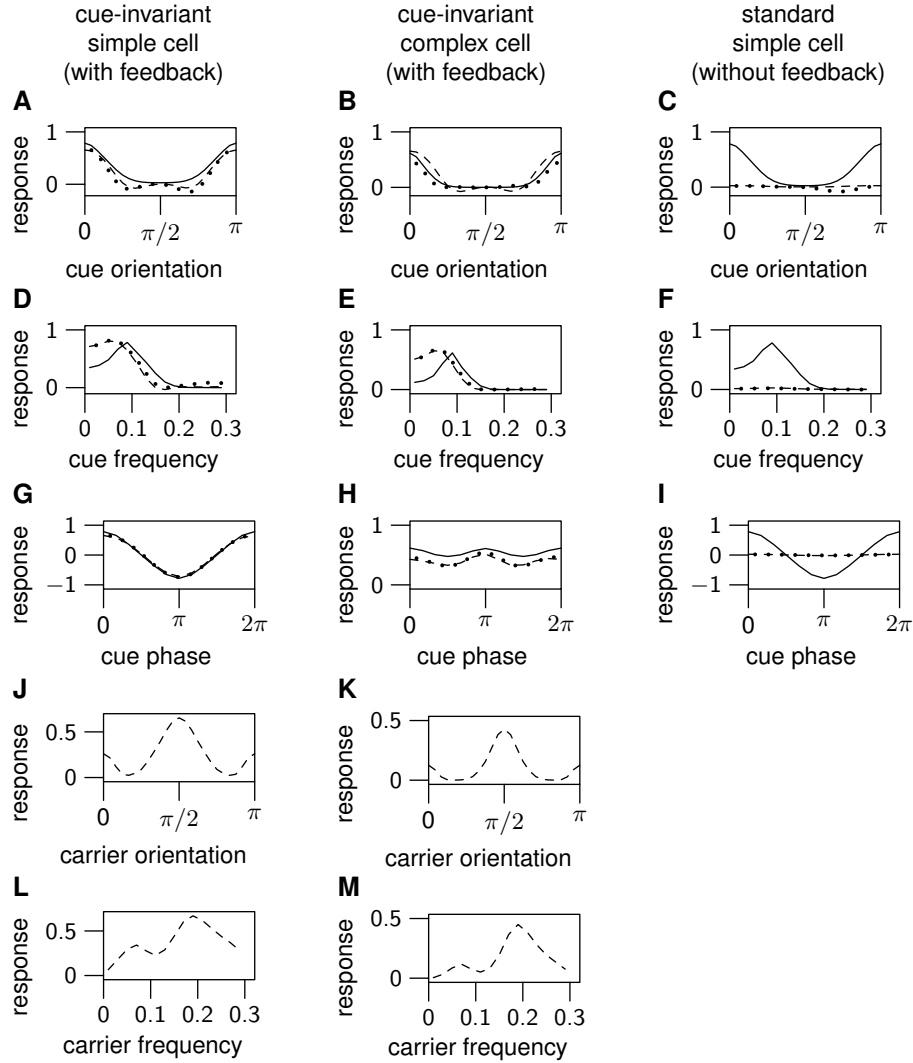 cue-invariant simple cell (with feedback)
cue-invariant complex cell (with feedback)
standard simple cell (without feedback)
A
response
1
0
0
π/2
π
cue orientation
B
response
1
0
0
π/2
π
cue orientation
C
response
1
0
0
π/2
π
cue orientation
D
response
1
0
0
0.1
0.2
0.3
cue frequency
E
response
1
0
0
0.1
0.2
0.3
cue frequency
F
response
1
0
0
0.1
0.2
0.3
cue frequency
G
response
1
0
−1
0
π
2π
cue phase
H
response
1
0
0
π
2π
cue phase
I
response
1
0
−1
0
π
2π
cue phase
J
response
0.5
0
0
π/2
π
carrier orientation
K
response
0.5
0
0
π/2
π
carrier orientation
L
response
0.5
0
0
0.1
0.2
0.3
carrier frequency
M
response
0.5
0
0
0.1
0.2
0.3
carrier frequency